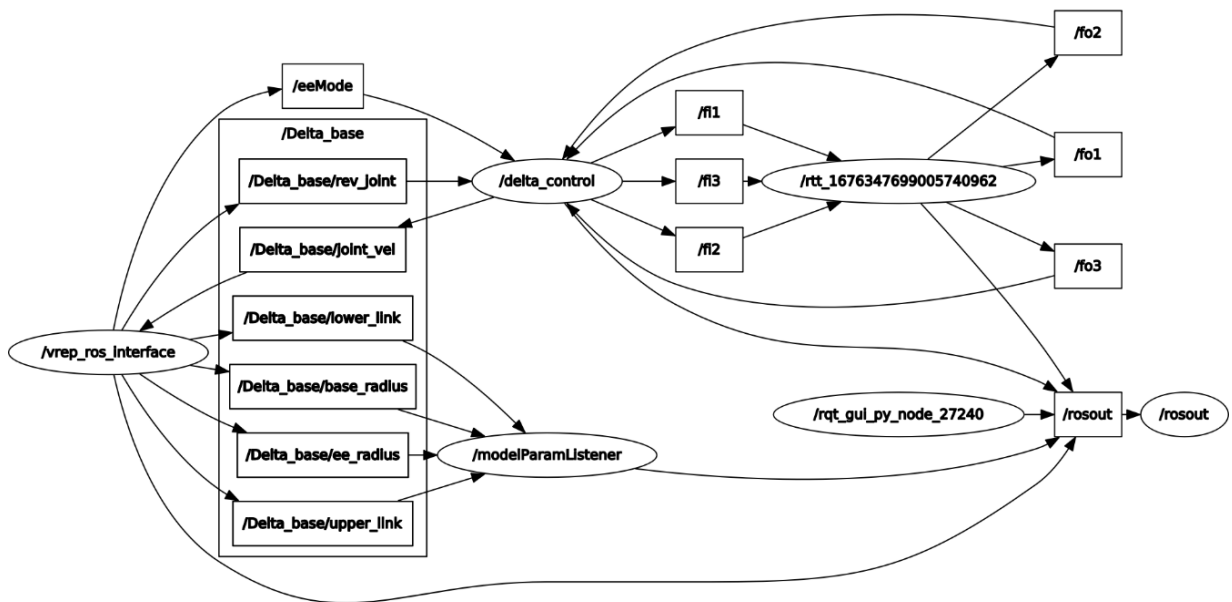 /fo2
/eeMode
/fi1
/Delta_base
/fo1
/Delta_base/rev_joint
/delta_control
/fi3
/rtt_1676347699005740962
/Delta_base/joint_vel
/fi2
/fo3
/Delta_base/lower_link
/vrep_ros_interface
/Delta_base/base_radius
/rqt_gui_py_node_27240
/rosout
/rosout
/Delta_base/ee_radius
/modelParamListener
/Delta_base/upper_link